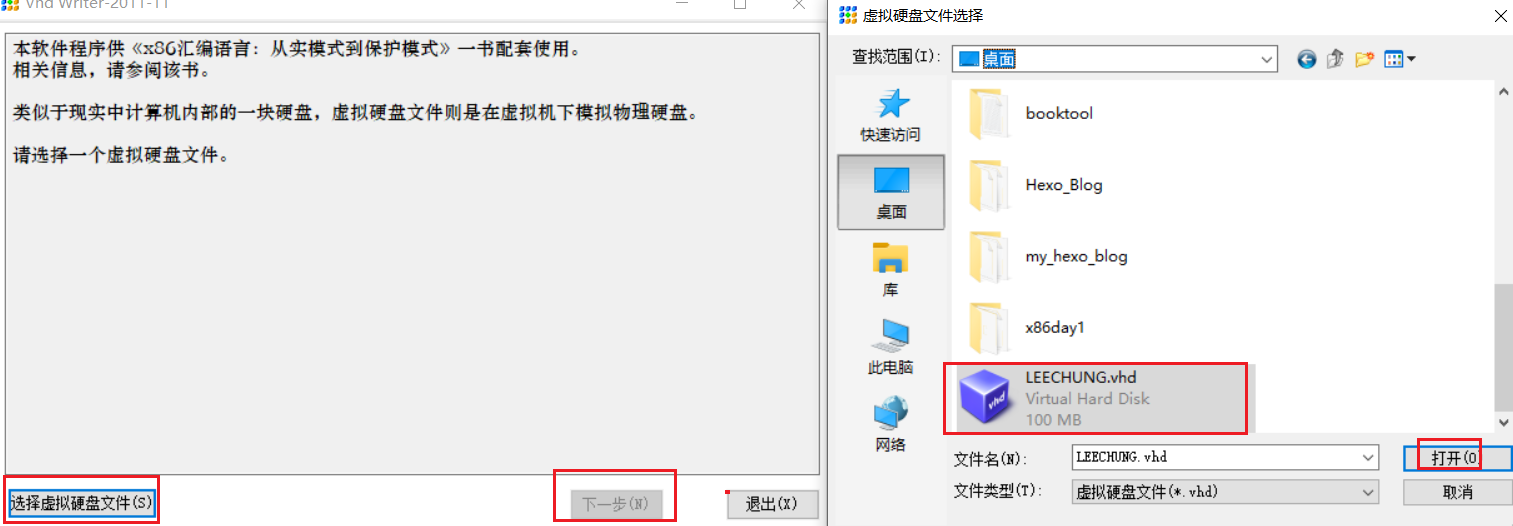 Vhd Writer-2011-11
本软件程序供《x86汇编语言：从实模式到保护模式》一书配套使用。
相关信息，请参阅该书。
类似于现实中计算机内部的一块硬盘，虚拟硬盘文件则是在虚拟机下模拟物理硬盘。
请选择一个虚拟硬盘文件。
选择虚拟硬盘文件(S)
下一步(N)
退出(X)
虚拟硬盘文件选择
查找范围(I):
桌面
快速访问
桌面
库
此电脑
网络
booktool
Hexo_Blog
my_hexo_blog
x86day1
LEECHUNG.vhd
Virtual Hard Disk
100 MB
vhd
文件名(N):
LEECHUNG.vhd
打开(O)
文件类型(T):
虚拟硬盘文件(*.vhd)
取消